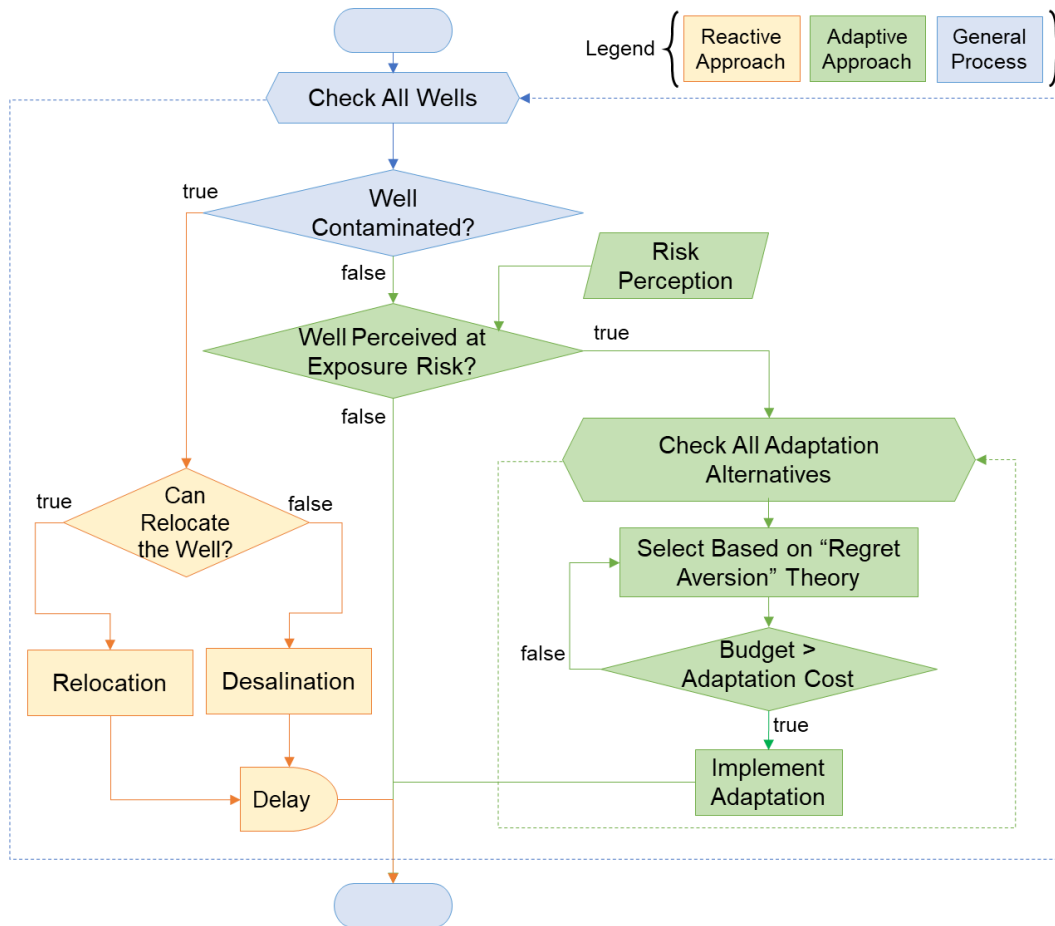 Legend
Reactive
Approach
Adaptive
Approach
General
Process
Check All Wells
true
Well
Contaminated?
false
Risk
Perception
Well Perceived at
Exposure Risk?
true
false
Check All Adaptation
Alternatives
true
Can
Relocate
the Well?
false
Select Based on “Regret
Aversion” Theory
false
Budget >
Adaptation Cost
true
Relocation
Desalination
Implement
Adaptation
Delay